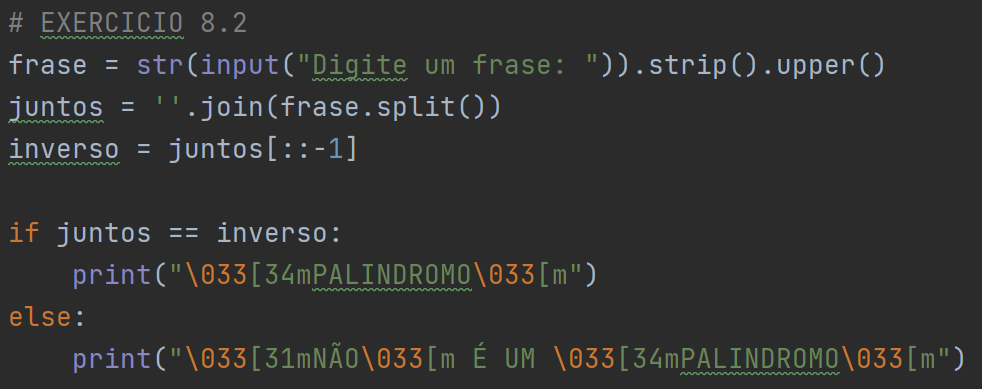 # EXERCICIO 8.2
frase = str(input("Digite um frase: ")).strip().upper()
juntos = ''.join(frase.split())
inverso = juntos[::-1]
if juntos == inverso:
    print("\033[34mPALINDROMO\033[m")
else:
    print("\033[31mNÃO\033[m É UM \033[34mPALINDROMO\033[m")